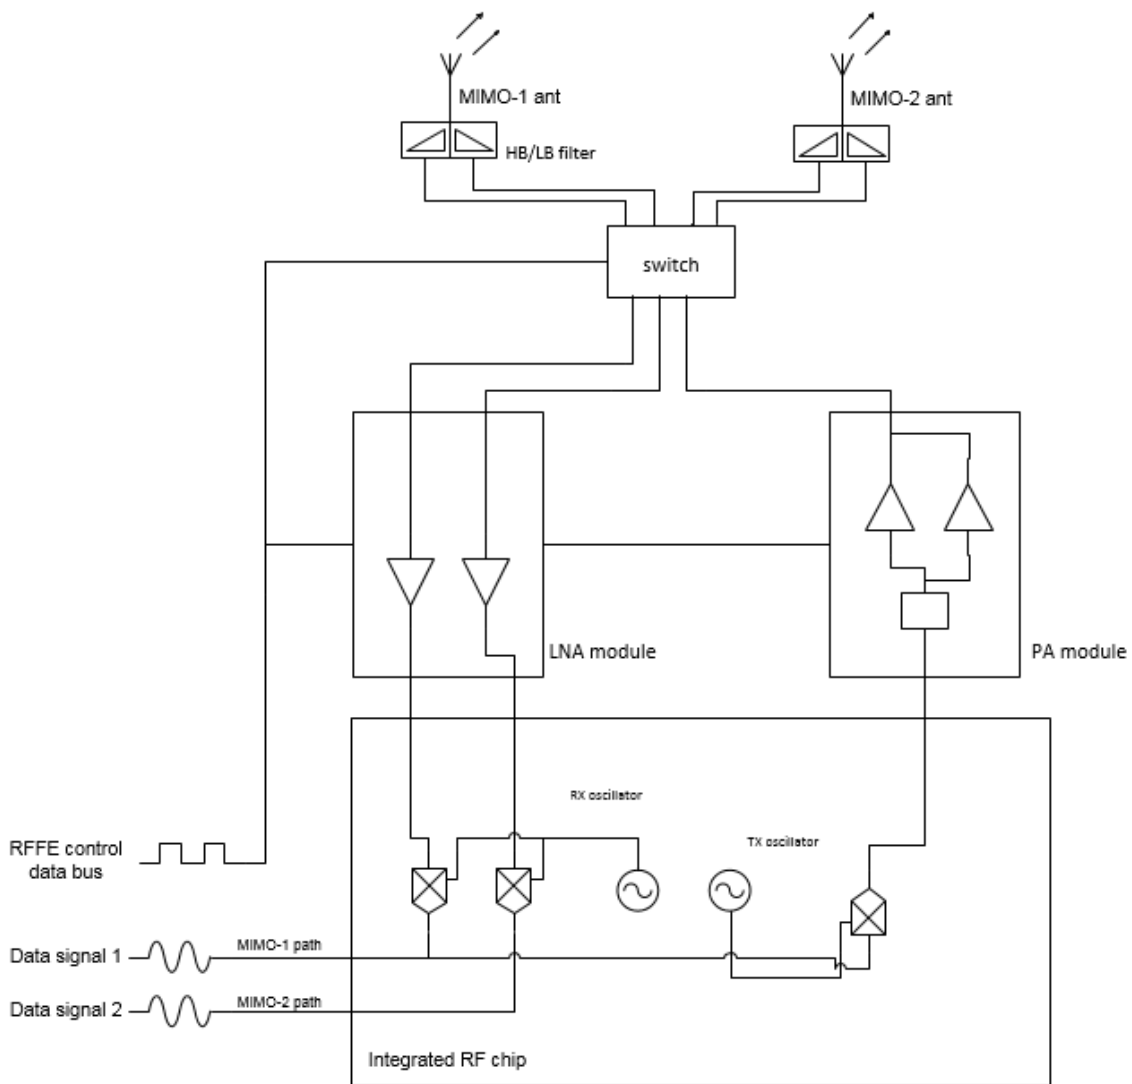 MIMO-1 ant
MIMO-2 ant
HB/LB filter
switch
LNA module
PA module
RX oscillator
TX oscillator
RFFE control
data bus
Data signal 1
MIMO-1 path
Data signal 2
MIMO-2 path
Integrated RF chip